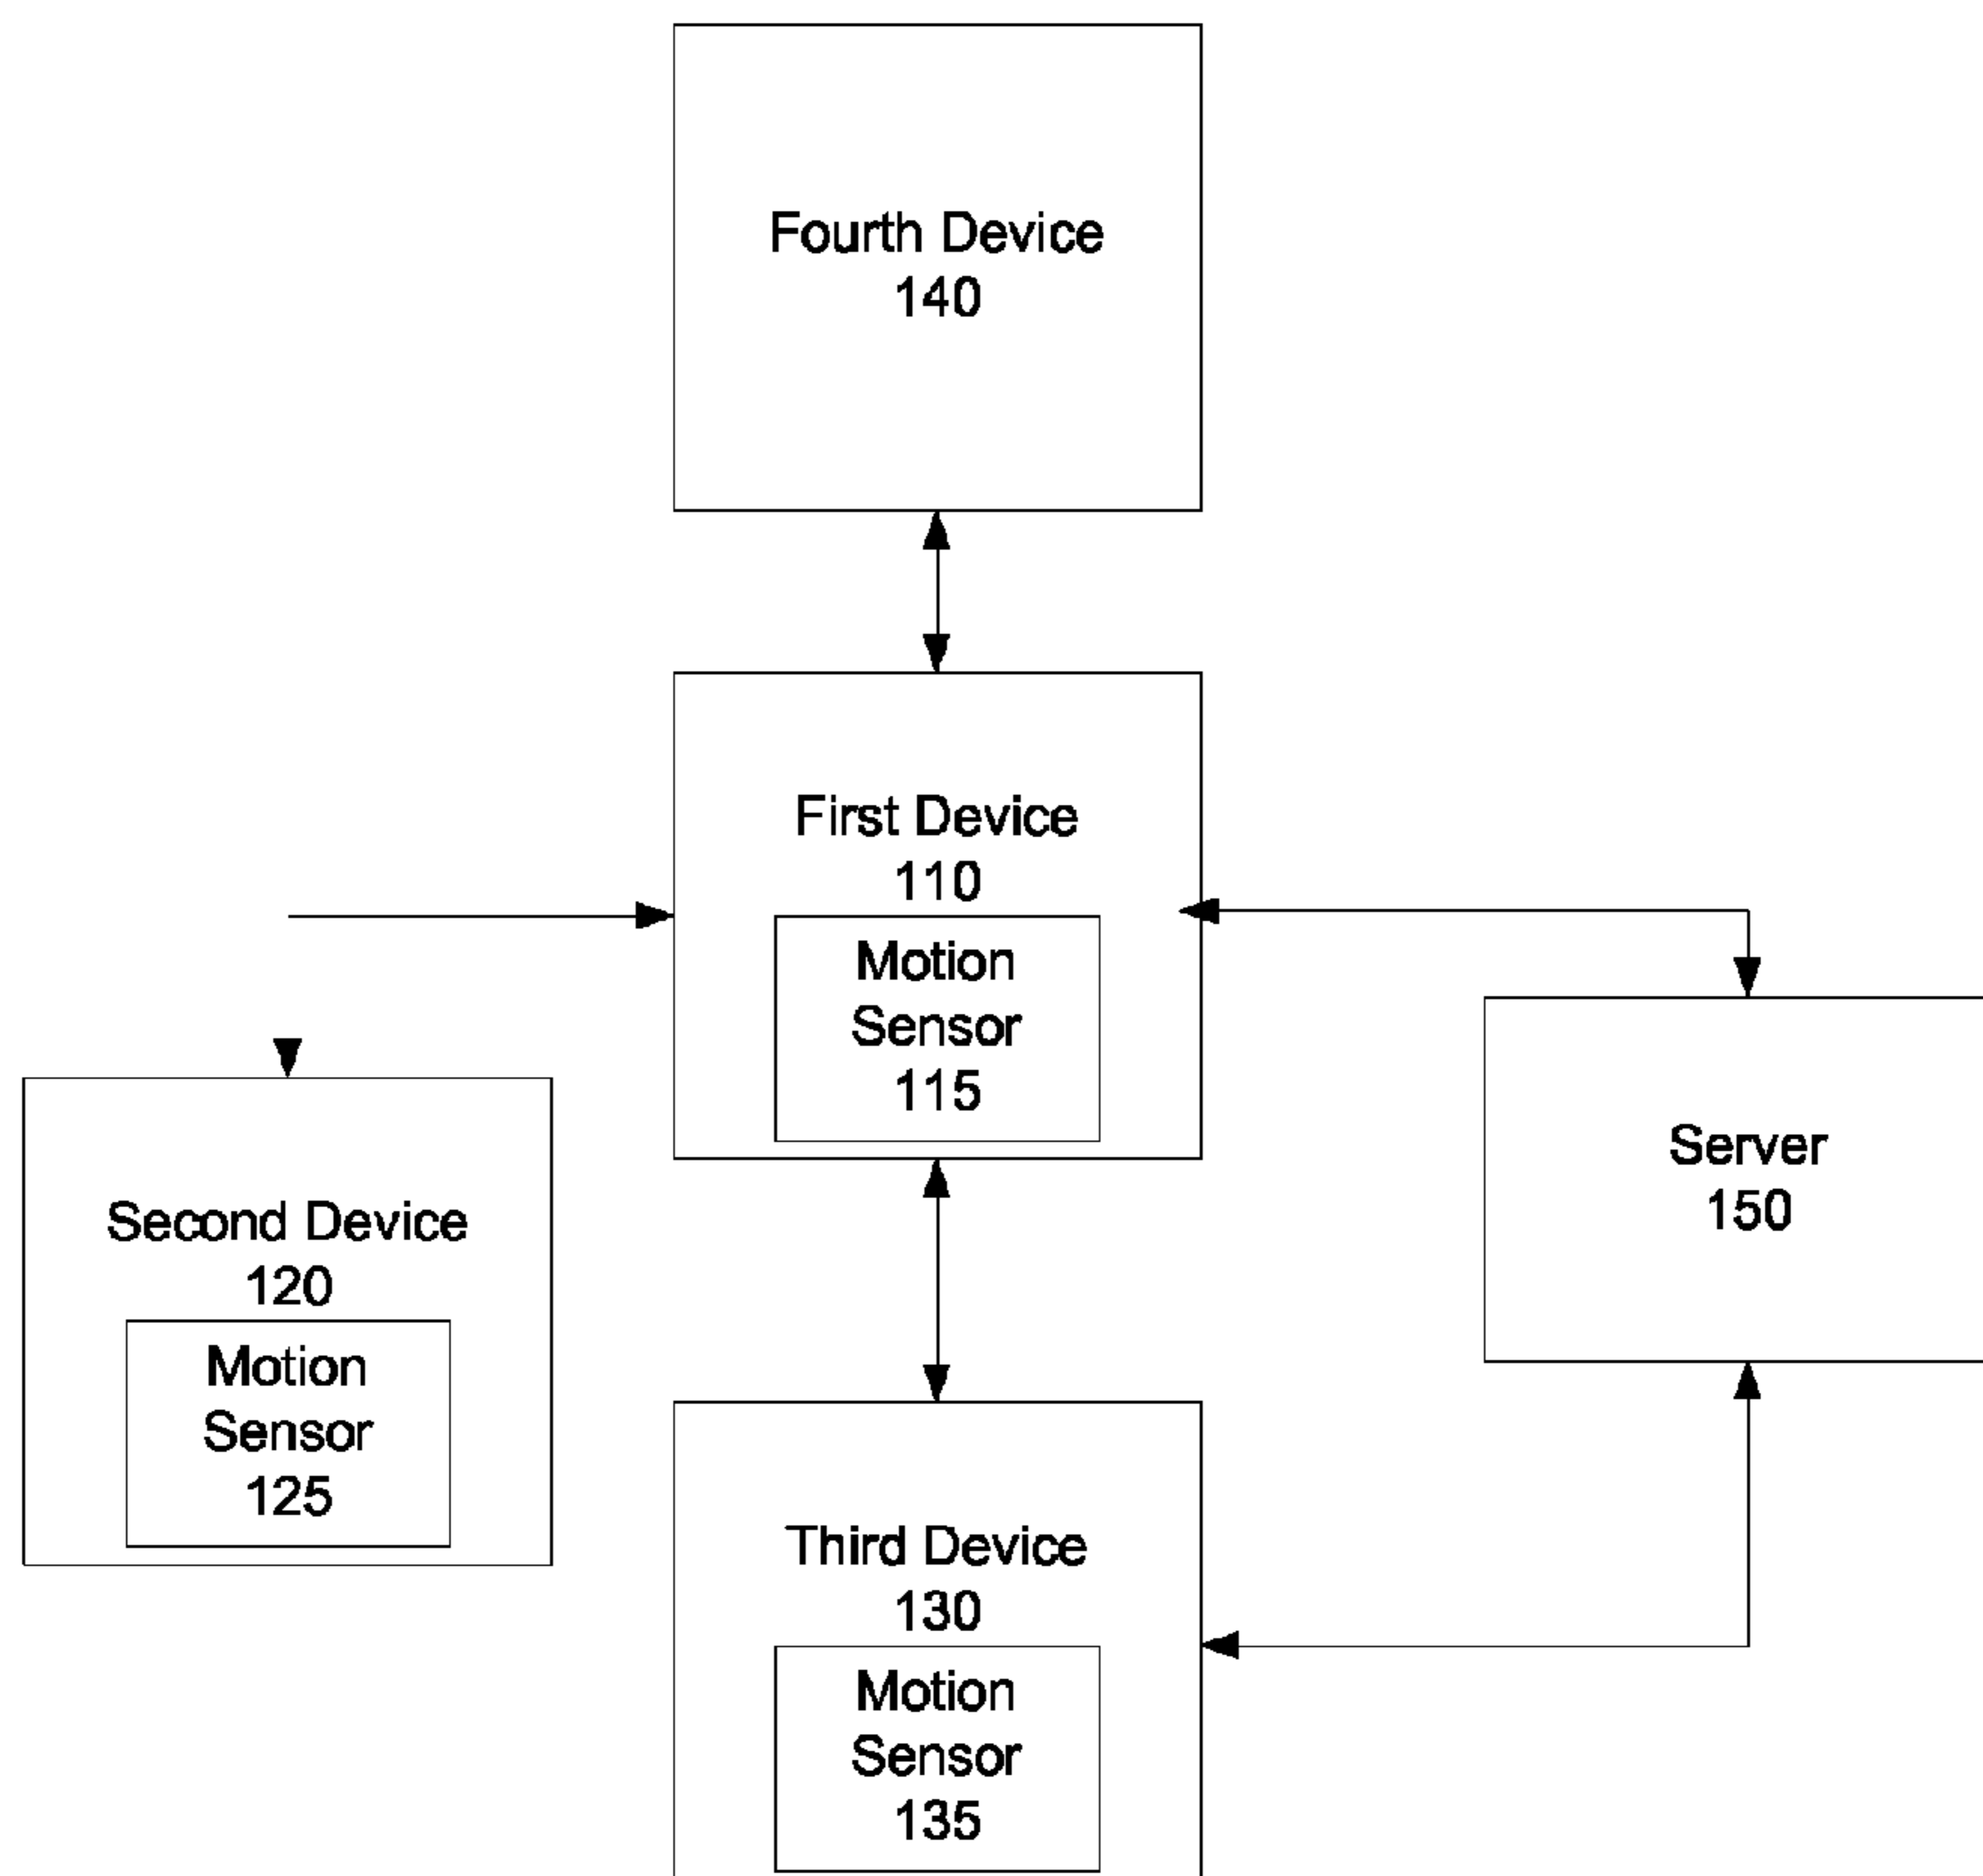 Fourth Device
140
First Device
110
Motion
Sensor
115
Server
150
Second Device
120
Motion
Sensor
125
Third Device
130
Motion
Sensor
135